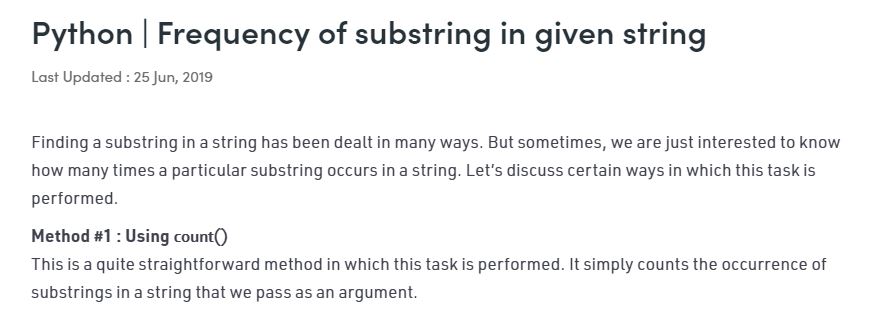 Python | Frequency of substring in given string
Last Updated : 25 Jun, 2019
Finding a substring in a string has been dealt in many ways. But sometimes, we are just interested to know
how many times a particular substring occurs in a string. Let’s discuss certain ways in which this task is
performed.
Method #1 : Using count()
This is a quite straightforward method in which this task is performed. It simply counts the occurrence of
substrings in a string that we pass as an argument.